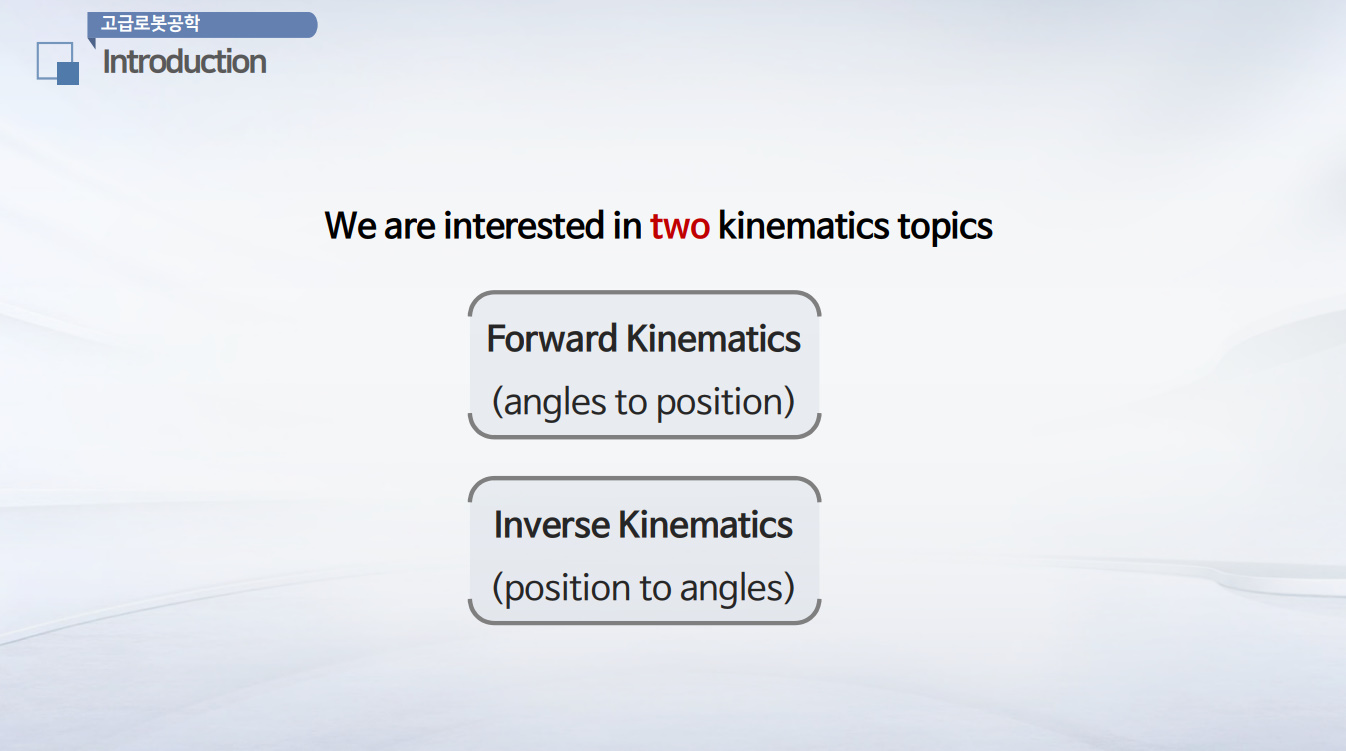 고급로봇공학
Introduction
We are interested in two kinematics topics
Forward Kinematics
(angles to position)
Inverse Kinematics
(position to angles)